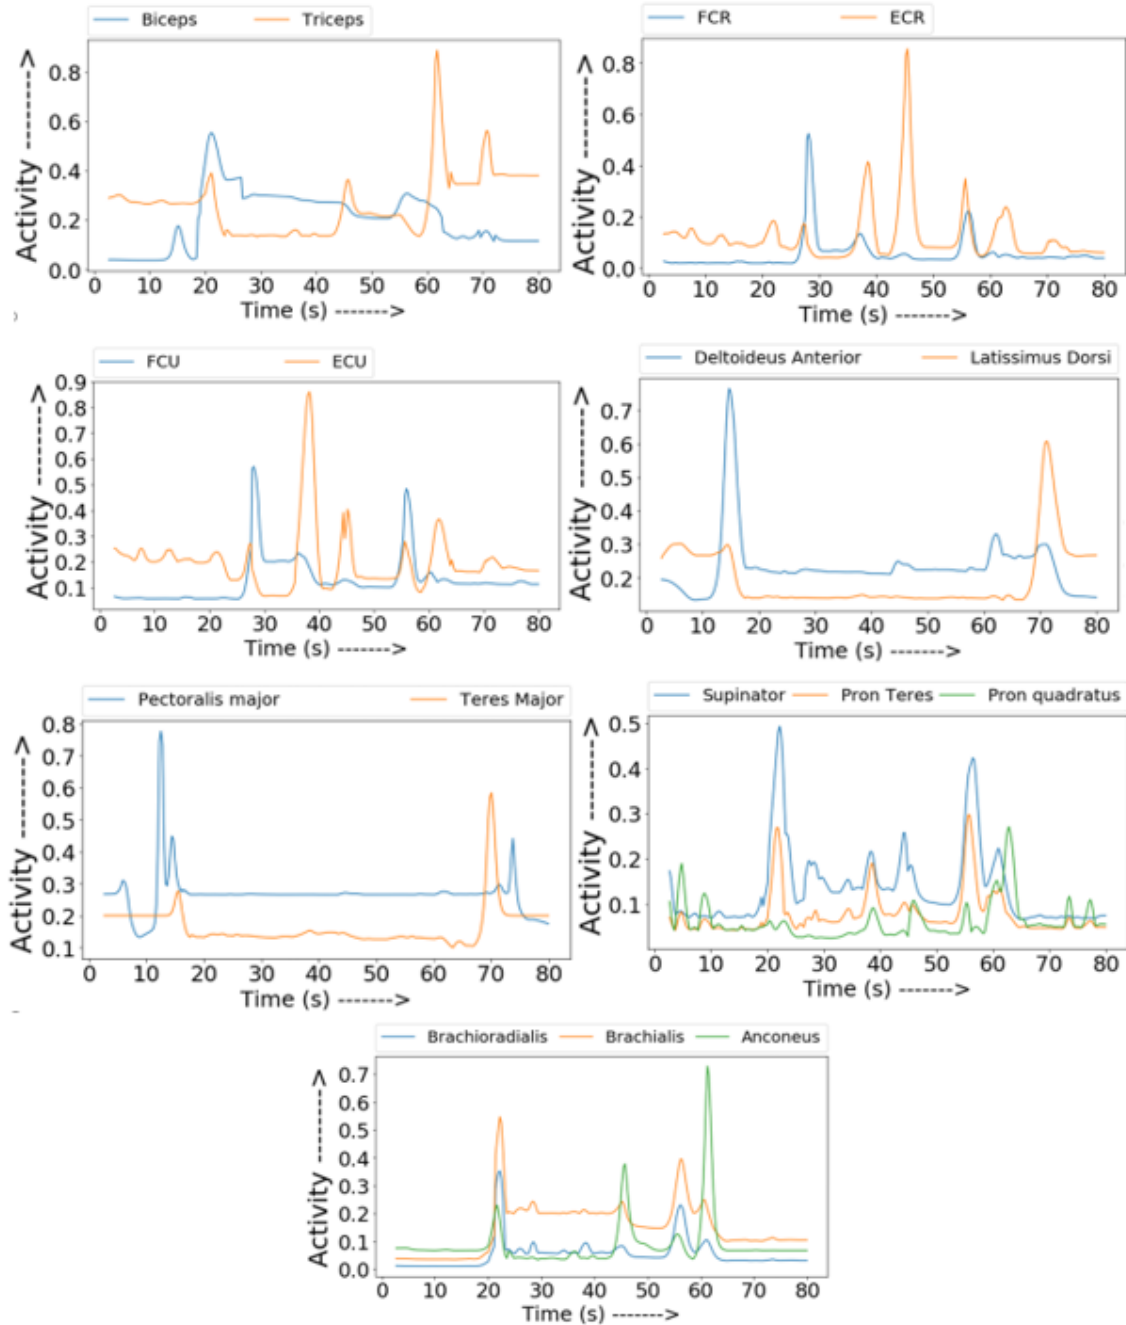 Biceps Triceps
Activity ------->
0.8
0.6
0.4
0.2
0.0
0 10 20 30 40 50 60 70 80
Time (s) ------->
FCR ECR
Activity ------->
0.8
0.6
0.4
0.2
0.0
0 10 20 30 40 50 60 70 80
Time (s) ------->
FCU ECU
Activity ------->
0.9
0.8
0.7
0.6
0.5
0.4
0.3
0.2
0.1
0 10 20 30 40 50 60 70 80
Time (s) ------->
Deltoideus Anterior Latissimus Dorsi
Activity ------->
0.7
0.6
0.5
0.4
0.3
0.2
0 10 20 30 40 50 60 70 80
Time (s) ------->
Pectoralis major Teres Major
Activity ------->
0.8
0.7
0.6
0.5
0.4
0.3
0.2
0.1
0 10 20 30 40 50 60 70 80
Time (s) ------->
Supinator Pron Teres Pron quadratus
Activity ------->
0.5
0.4
0.3
0.2
0.1
0 10 20 30 40 50 60 70 80
Time (s) ------->
Brachioradialis Brachialis Anconeus
Activity ------->
0.7
0.6
0.5
0.4
0.3
0.2
0.1
0.0
0 10 20 30 40 50 60 70 80
Time (s) ------->